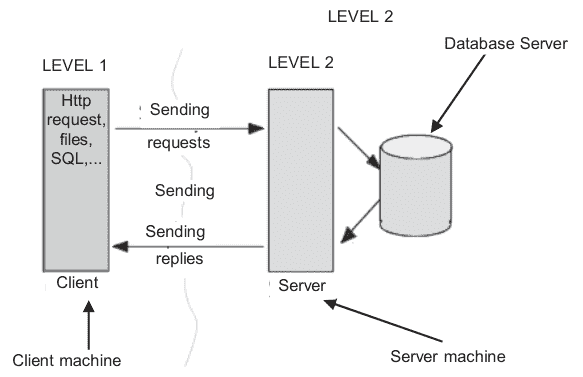 LEVEL 2
Database Server
LEVEL 1
LEVEL 2
Http
request,
files,
SQL,...
Sending
requests
Sending
Sending
replies
Client
Server
Client machine
Server machine